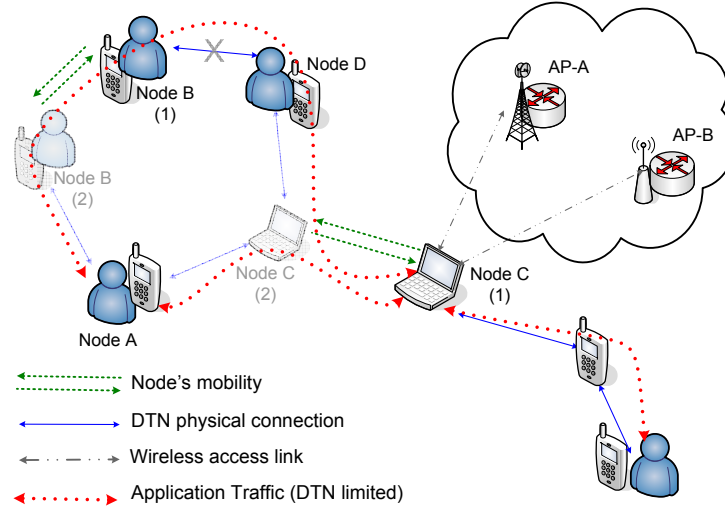 Node B
(1)
Node D
AP-A
AP-B
Node B
(2)
Node C
(2)
Node C
(1)
Node A
Node's mobility
DTN physical connection
Wireless access link
Application Traffic (DTN limited)